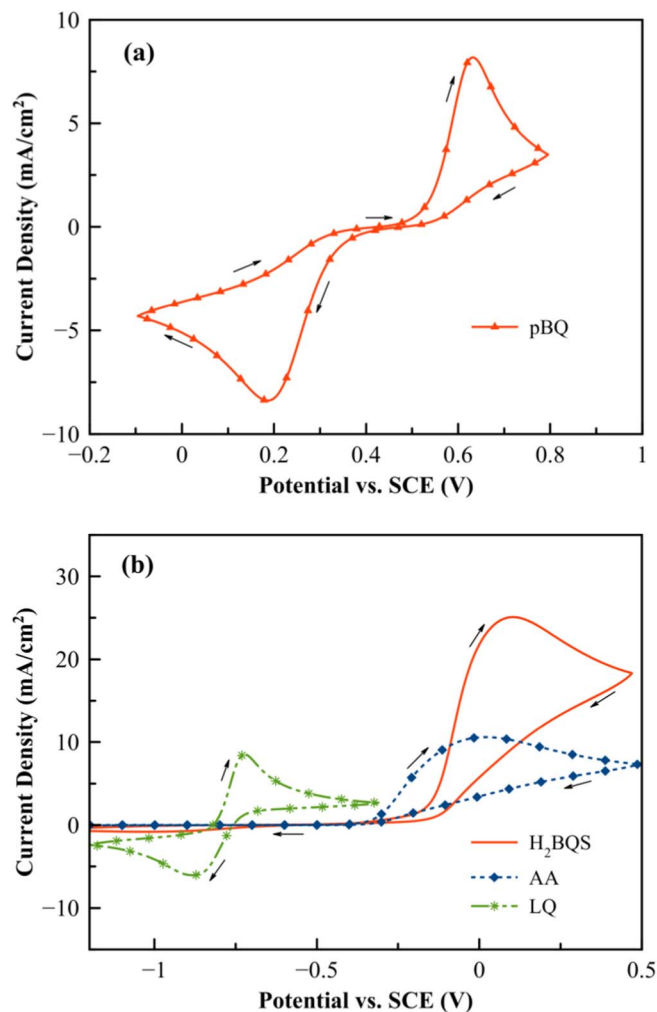 (a)
10
5
0
−5
−10
−0.2
0
0.2
0.4
0.6
0.8
1
Current Density (mA/cm²)
Potential vs. SCE (V)
pBQ
(b)
30
20
10
0
−10
−1
−0.5
0
0.5
Current Density (mA/cm²)
Potential vs. SCE (V)
H₂BQS
AA
LQ